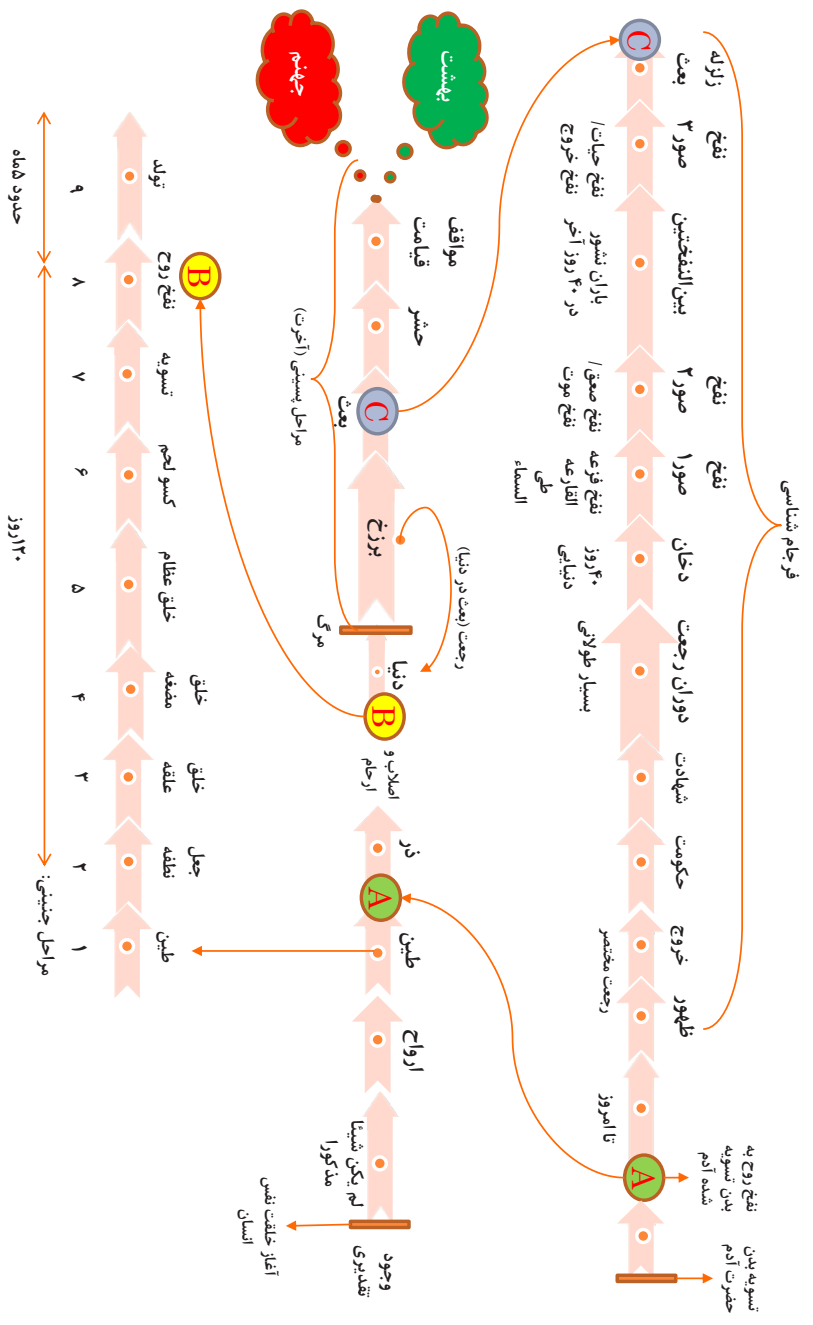 فرجام شناسی
تسویه بدن
حضرت آدم
نفخ روح به
بدن تسویه
شده آدم
A
تا امروز
ظهور
رجعت مختصر
خروج
حکومت
شهادت
دوران رجعت
بسیار طولانی
دخان
۴۰روز
دنیایی
نفخ
صور۱
نفخ فزعه
القارعه
طی
السماء
نفخ
صور۲
نفخ صعق/
نفخ موت
بین‌النفختین
باران نشور
در ۴۰ روز آخر
نفخ
صور۳
نفخ حیات/
نفخ خروج
زلزله
بعث
C
وجود
تقدیری
آغاز خلقت نفس
انسان
لم یکن شیئا
مذکورا
ارواح
طین
A
ذر
اصلاب و
ارحام
B
دنیا
رجعت (بعث در دنیا)
مرگ
برزخ
C
بعث
حشر
مواقف
قیامت
مراحل پسینی (آخرت)
بهشت
جهنم
طین
جعل
نطفه
خلق
علقه
خلق
مضغه
خلق عظام
کسو لحم
تسویه
نفخ روح
B
تولد
مراحل جنینی:
۱
۲
۳
۴
۵
۶
۷
۸
۹
۱۲۰روز
حدود ۵ماه